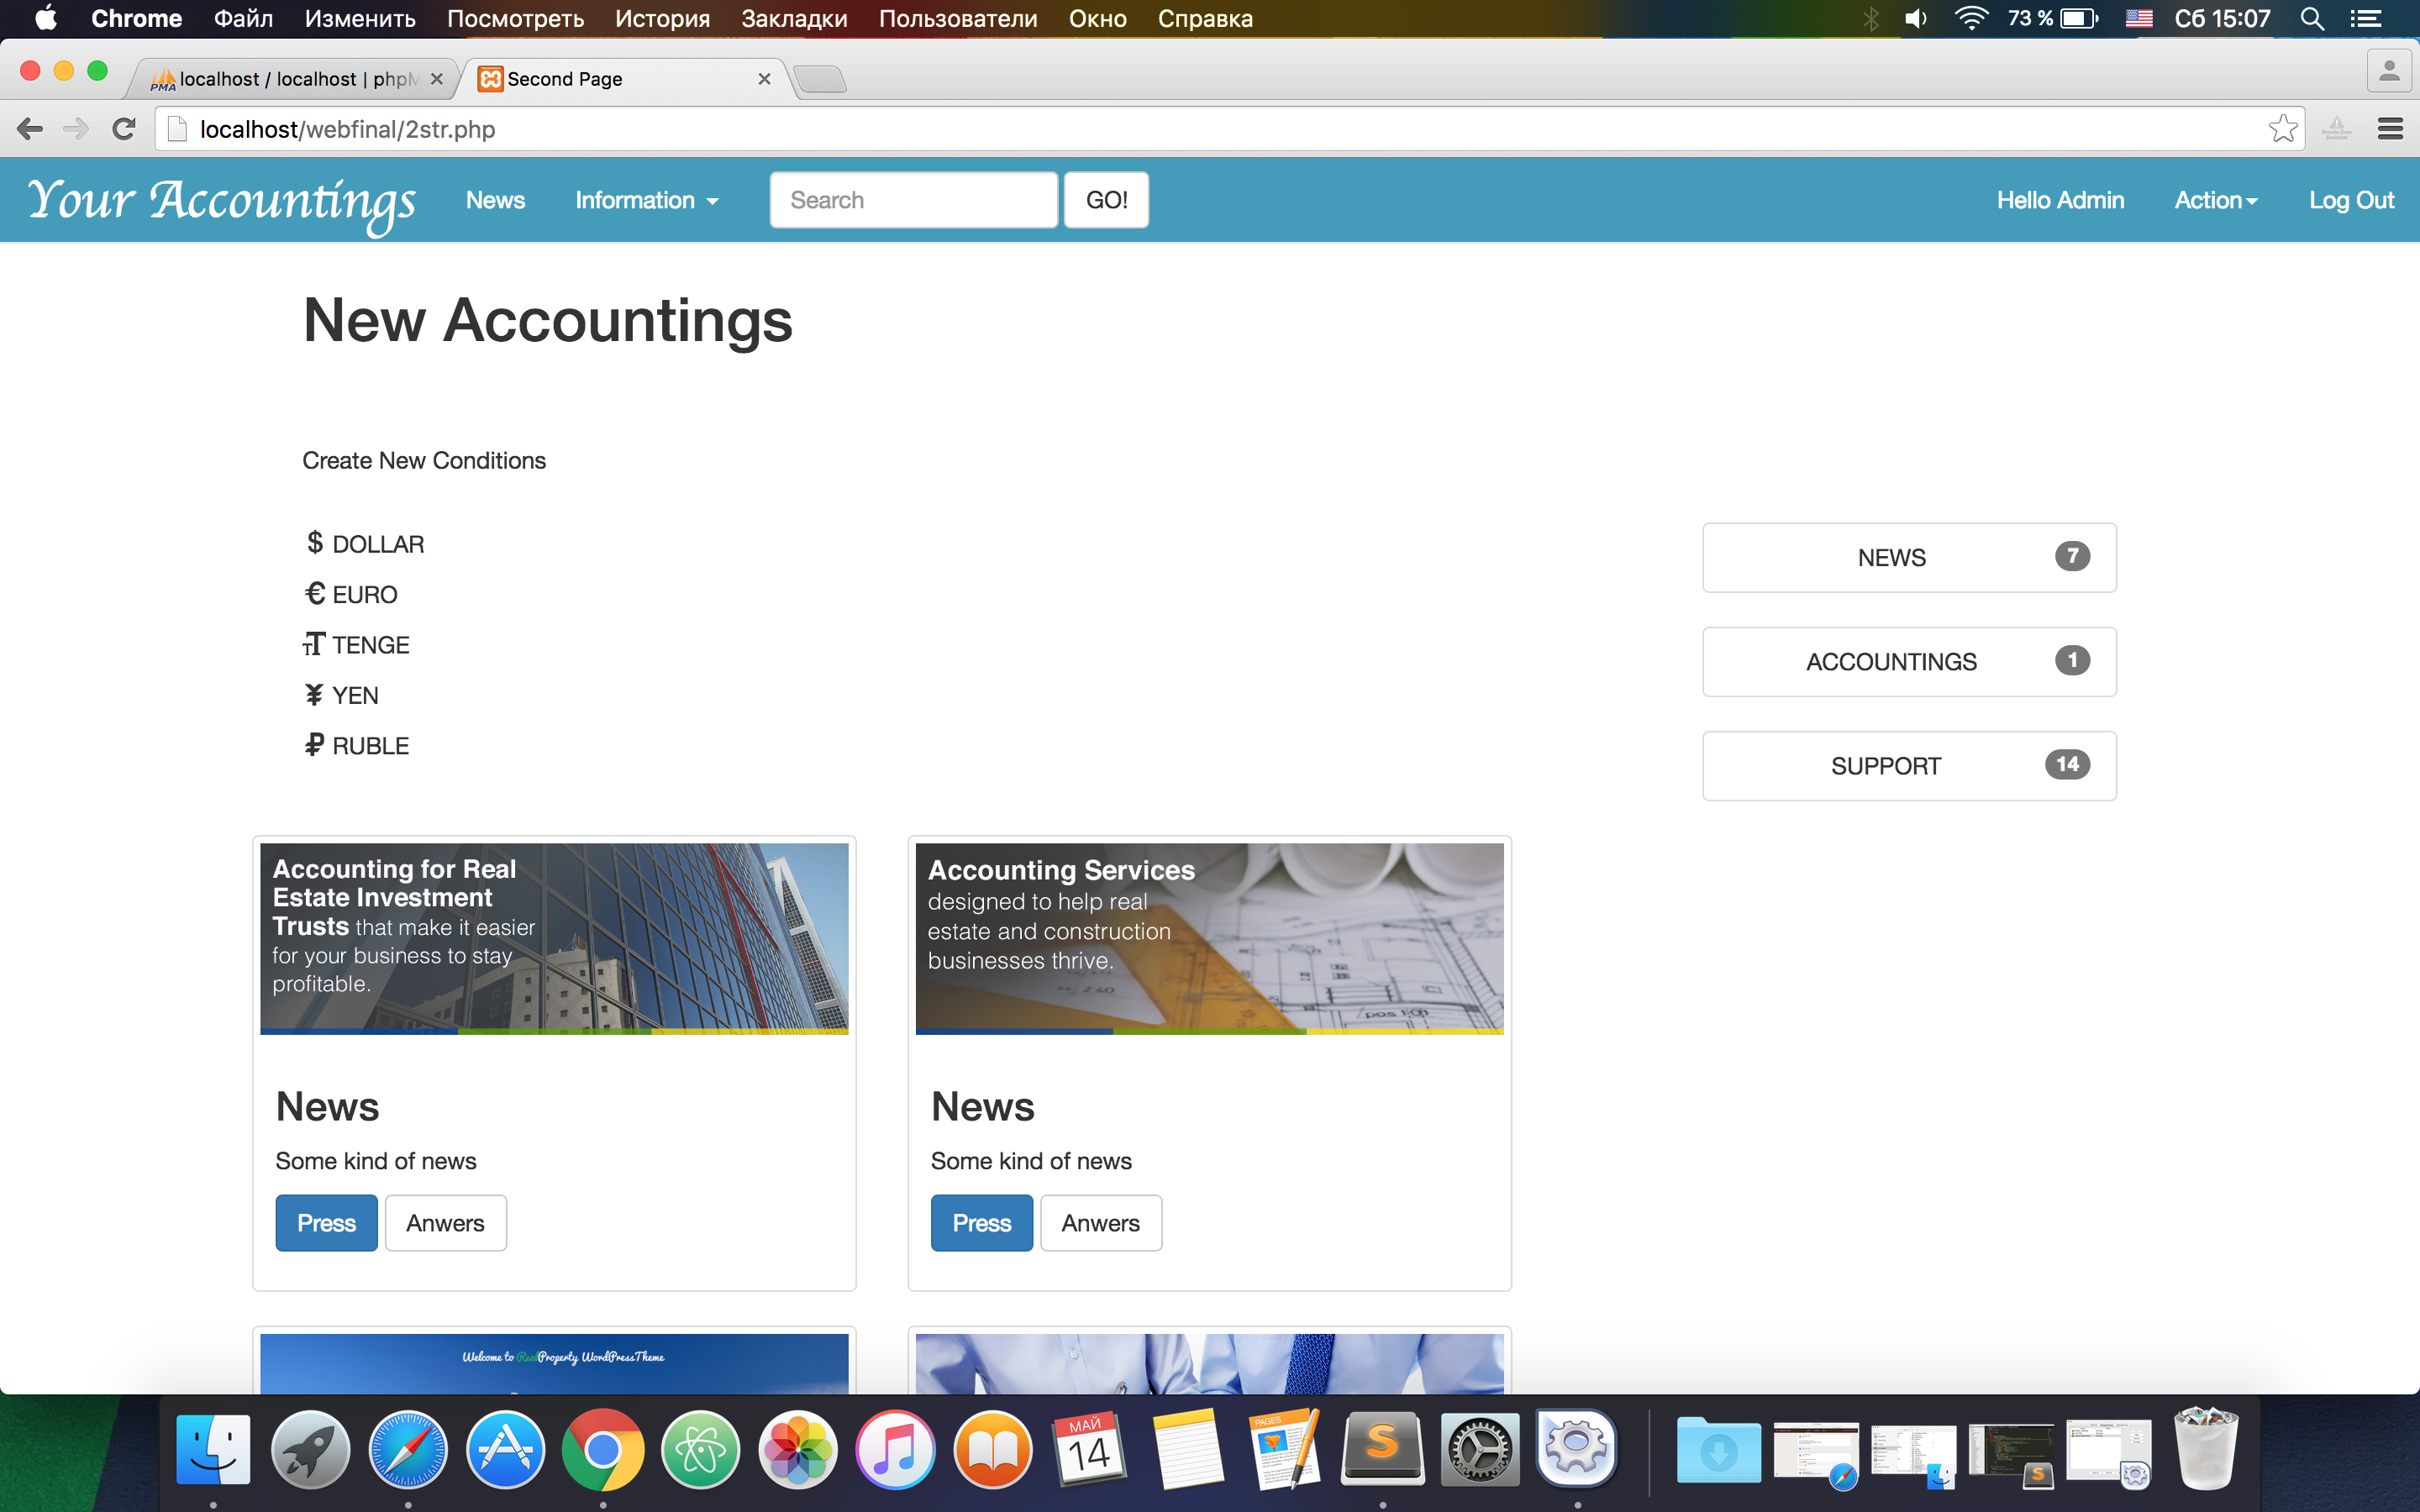 Chrome Файл Изменить Посмотреть История Закладки Пользователи Окно Справка 73 % Сб 15:07
PMA localhost / localhost | phpM Second Page
localhost/webfinal/2str.php
Your Accountings News Information Search GO! Hello Admin Action Log Out
New Accountings
Create New Conditions
$ DOLLAR
€ EURO
TT TENGE
¥ YEN
₽ RUBLE
NEWS 7
ACCOUNTINGS 1
SUPPORT 14
Accounting for Real
Estate Investment
Trusts that make it easier
for your business to stay
profitable.
Accounting Services
designed to help real
estate and construction
businesses thrive.
News
Some kind of news
Press Anwers
News
Some kind of news
Press Anwers
Welcome to RealProperty WordPress Theme
МАЙ
14
PAGES